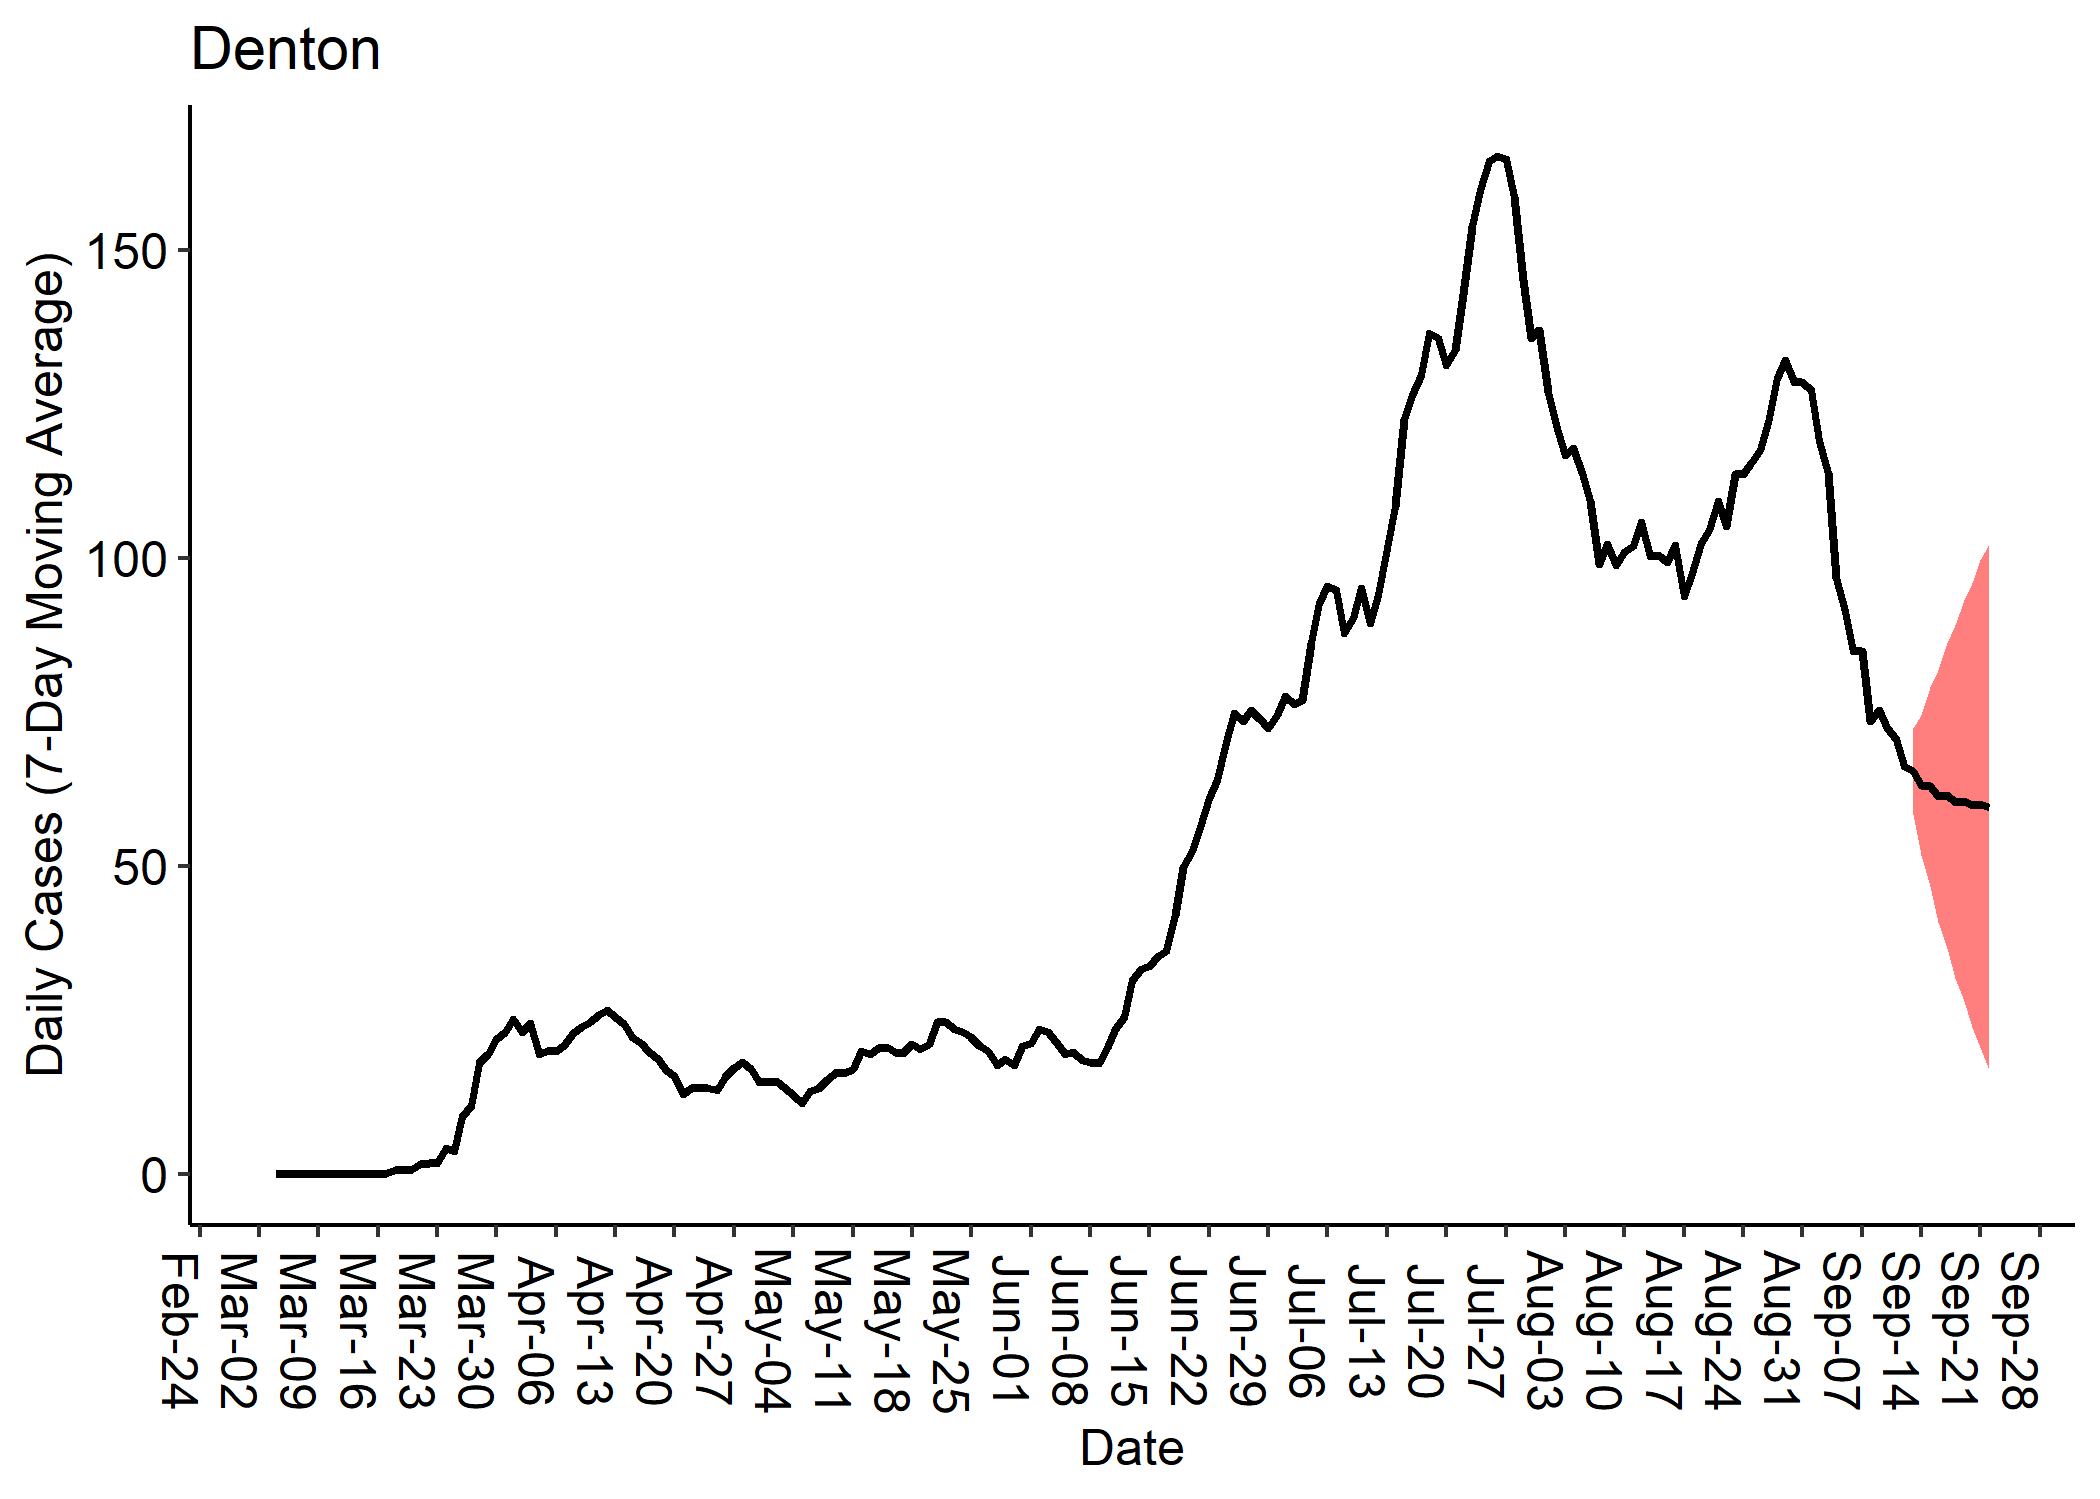 Denton
Daily Cases (7-Day Moving Average)
150
100
50
0
Feb-24
Mar-02
Mar-09
Mar-16
Mar-23
Mar-30
Apr-06
Apr-13
Apr-20
Apr-27
May-04
May-11
May-18
May-25
Jun-01
Jun-08
Jun-15
Jun-22
Jun-29
Jul-06
Jul-13
Jul-20
Jul-27
Aug-03
Aug-10
Aug-17
Aug-24
Aug-31
Sep-07
Sep-14
Sep-21
Sep-28
Date